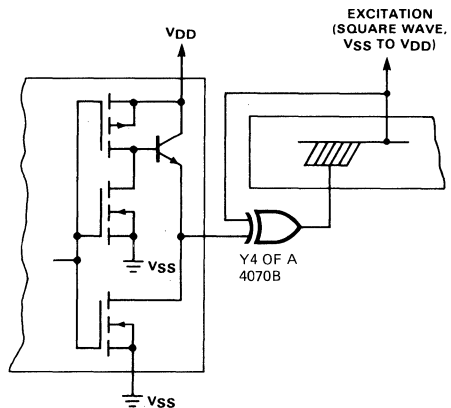 EXCITATION
(SQUARE WAVE,
VSS TO VDD)
VDD
VSS
Y4 OF A
4070B
VSS